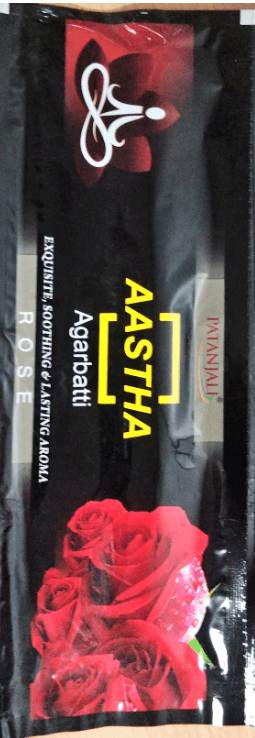 PATANJALI
AASTHA
Agarbatti
EXQUISITE, SOOTHING & LASTING AROMA
ROSE